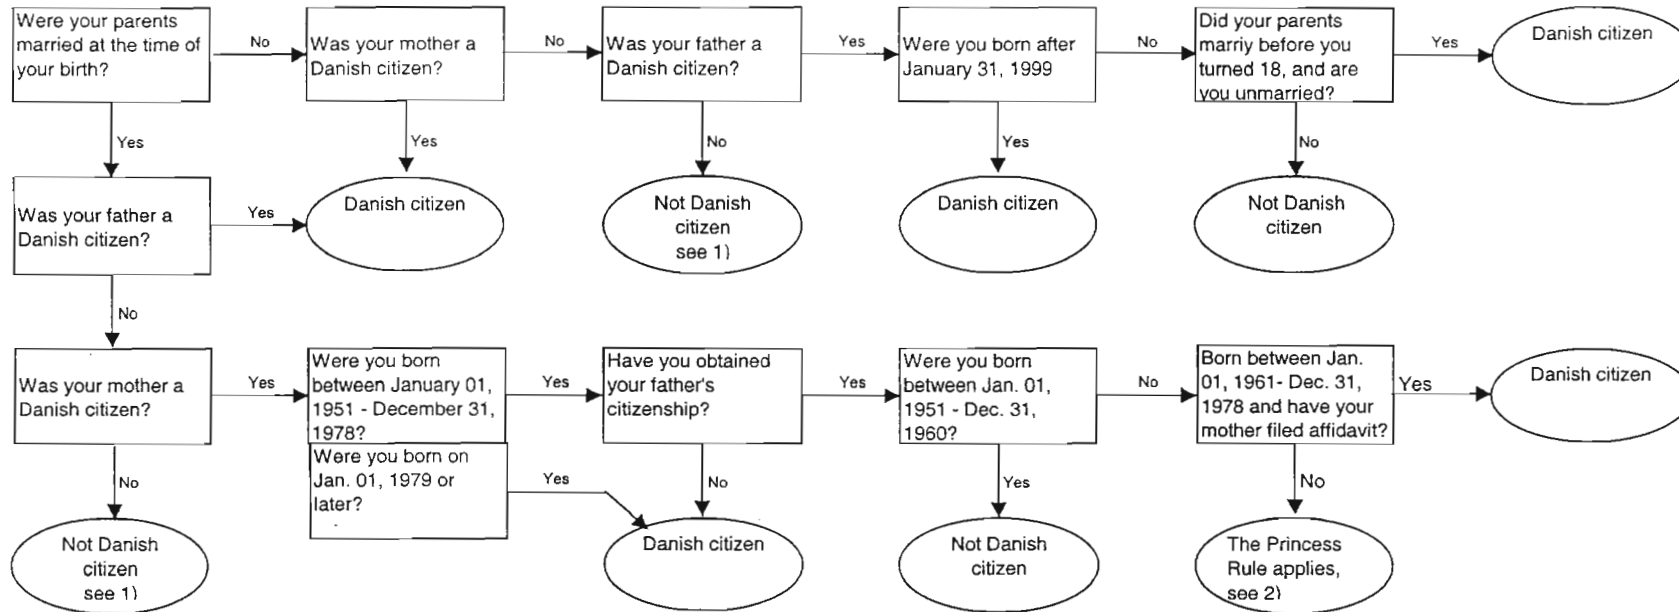 Were your parents
married at the time of
your birth?
No
Was your mother a
Danish citizen?
No
Was your father a
Danish citizen?
Yes
Were you born after
January 31, 1999
No
Did your parents
marriy before you
turned 18, and are
you unmarried?
Yes
Danish citizen
Yes
Yes
No
Yes
No
Was your father a
Danish citizen?
Yes
Danish citizen
Not Danish
citizen
see 1)
Danish citizen
Not Danish
citizen
No
Was your mother a
Danish citizen?
Yes
Were you born
between January 01,
1951 - December 31,
1978?
Yes
Have you obtained
your father's
citizenship?
Yes
Were you born
between Jan. 01,
1951 - Dec. 31,
1960?
No
Born between Jan.
01, 1961- Dec. 31,
1978 and have your
mother filed affidavit?
Yes
Danish citizen
Were you born on
Jan. 01, 1979 or
later?
Yes
No
No
Yes
No
Not Danish
citizen
see 1)
Danish citizen
Not Danish
citizen
The Princess
Rule applies,
see 2)